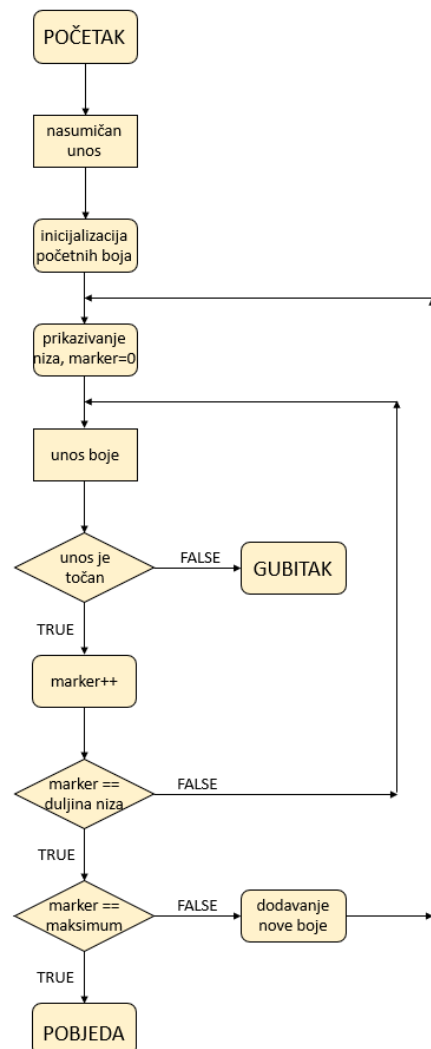 POČETAK
nasumičan
unos
inicijalizacija
početnih boja
prikazivanje
niza, marker=0
unos boje
unos je
točan
FALSE
GUBITAK
TRUE
marker++
marker ==
duljina niza
FALSE
TRUE
marker ==
maksimum
FALSE
dodavanje
nove boje
TRUE
POBJEDA